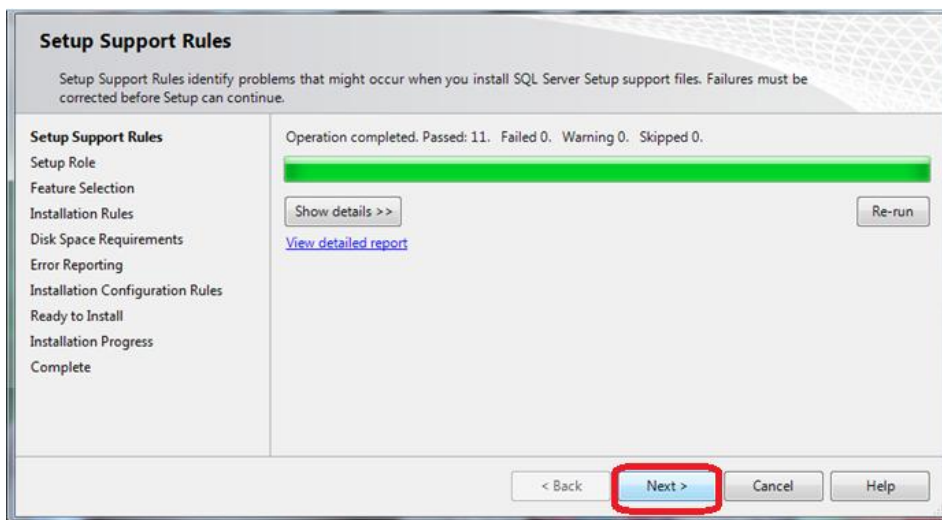 Setup Support Rules
Setup Support Rules identify problems that might occur when you install SQL Server Setup support files. Failures must be
corrected before Setup can continue.
Setup Support Rules
Setup Role
Feature Selection
Installation Rules
Disk Space Requirements
Error Reporting
Installation Configuration Rules
Ready to Install
Installation Progress
Complete
Operation completed. Passed: 11. Failed 0. Warning 0. Skipped 0.
Show details >>
Re-run
View detailed report
< Back
Next >
Cancel
Help